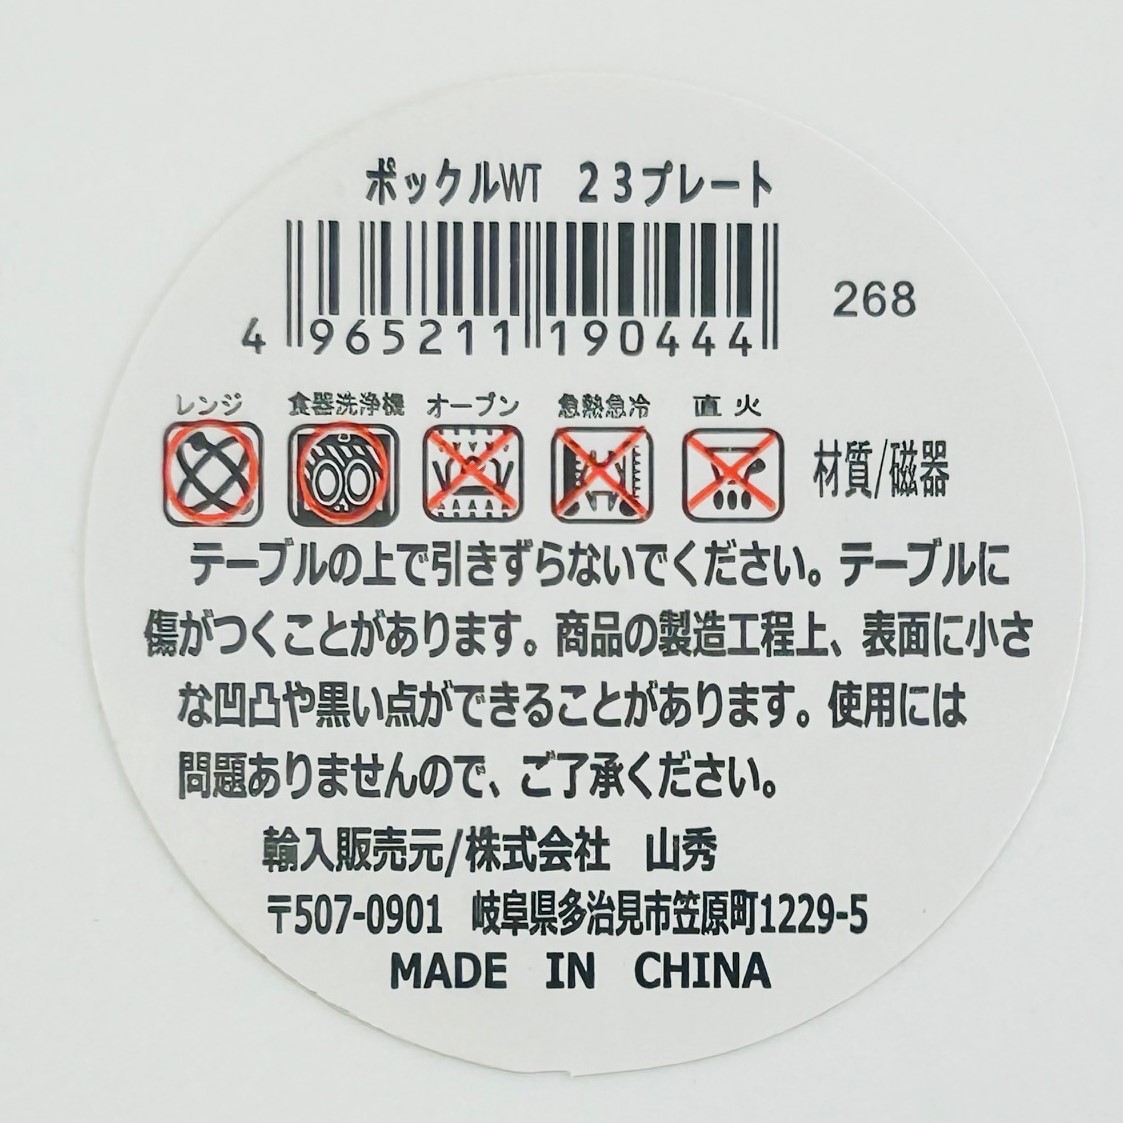 ポックルWT　２３プレート
268
4 965211 190444
レンジ 食器洗浄機 オーブン 急熱急冷 直火
材質/磁器
テーブルの上で引きずらないでください。テーブルに
傷がつくことがあります。商品の製造工程上、表面に小さ
な凹凸や黒い点ができることがあります。使用には
問題ありませんので、ご了承ください。
輸入販売元/株式会社　山秀
〒507-0901　岐阜県多治見市笠原町1229-5
MADE IN CHINA